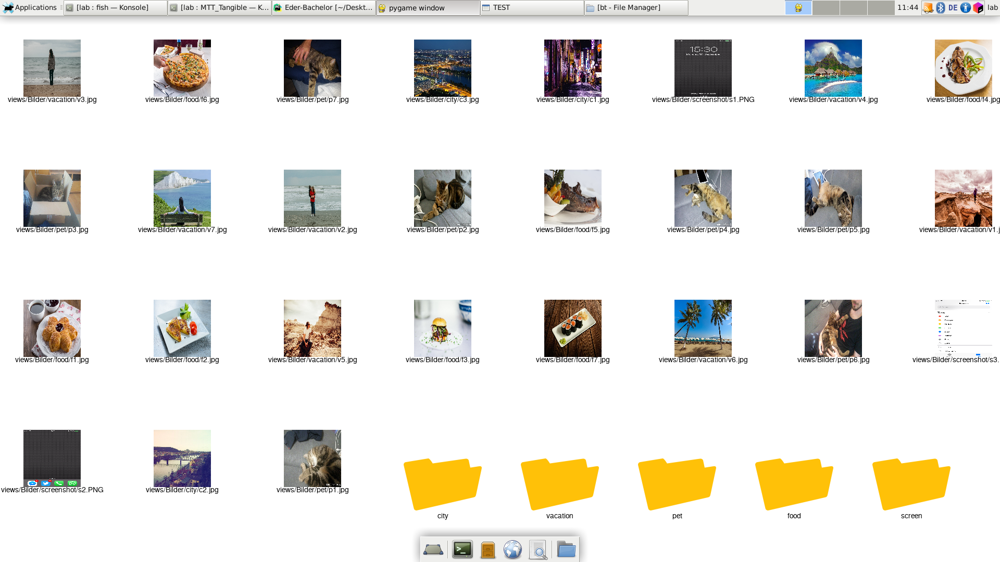 Applications
[lab : fish — Konsole]
[lab : MTT_Tangible — K...
Eder-Bachelor [~/Deskt...
pygame window
TEST
[bt - File Manager]
11:44
DE
lab
15:30
views/Bilder/vacation/v3.jpg
views/Bilder/food/f6.jpg
views/Bilder/pet/p7.jpg
views/Bilder/city/c3.jpg
views/Bilder/city/c1.jpg
views/Bilder/screenshot/s1.PNG
views/Bilder/vacation/v4.jpg
views/Bilder/food/f4.jpg
views/Bilder/pet/p3.jpg
views/Bilder/vacation/v7.jpg
views/Bilder/vacation/v2.jpg
views/Bilder/pet/p2.jpg
views/Bilder/food/f5.jpg
views/Bilder/pet/p4.jpg
views/Bilder/pet/p5.jpg
views/Bilder/vacation/v1.j
views/Bilder/food/f1.jpg
views/Bilder/food/f2.jpg
views/Bilder/vacation/v5.jpg
views/Bilder/food/f3.jpg
views/Bilder/food/f7.jpg
views/Bilder/vacation/v6.jpg
views/Bilder/pet/p6.jpg
views/Bilder/screenshot/s3.
views/Bilder/screenshot/s2.PNG
views/Bilder/city/c2.jpg
views/Bilder/pet/p1.jpg
city
vacation
pet
food
screen